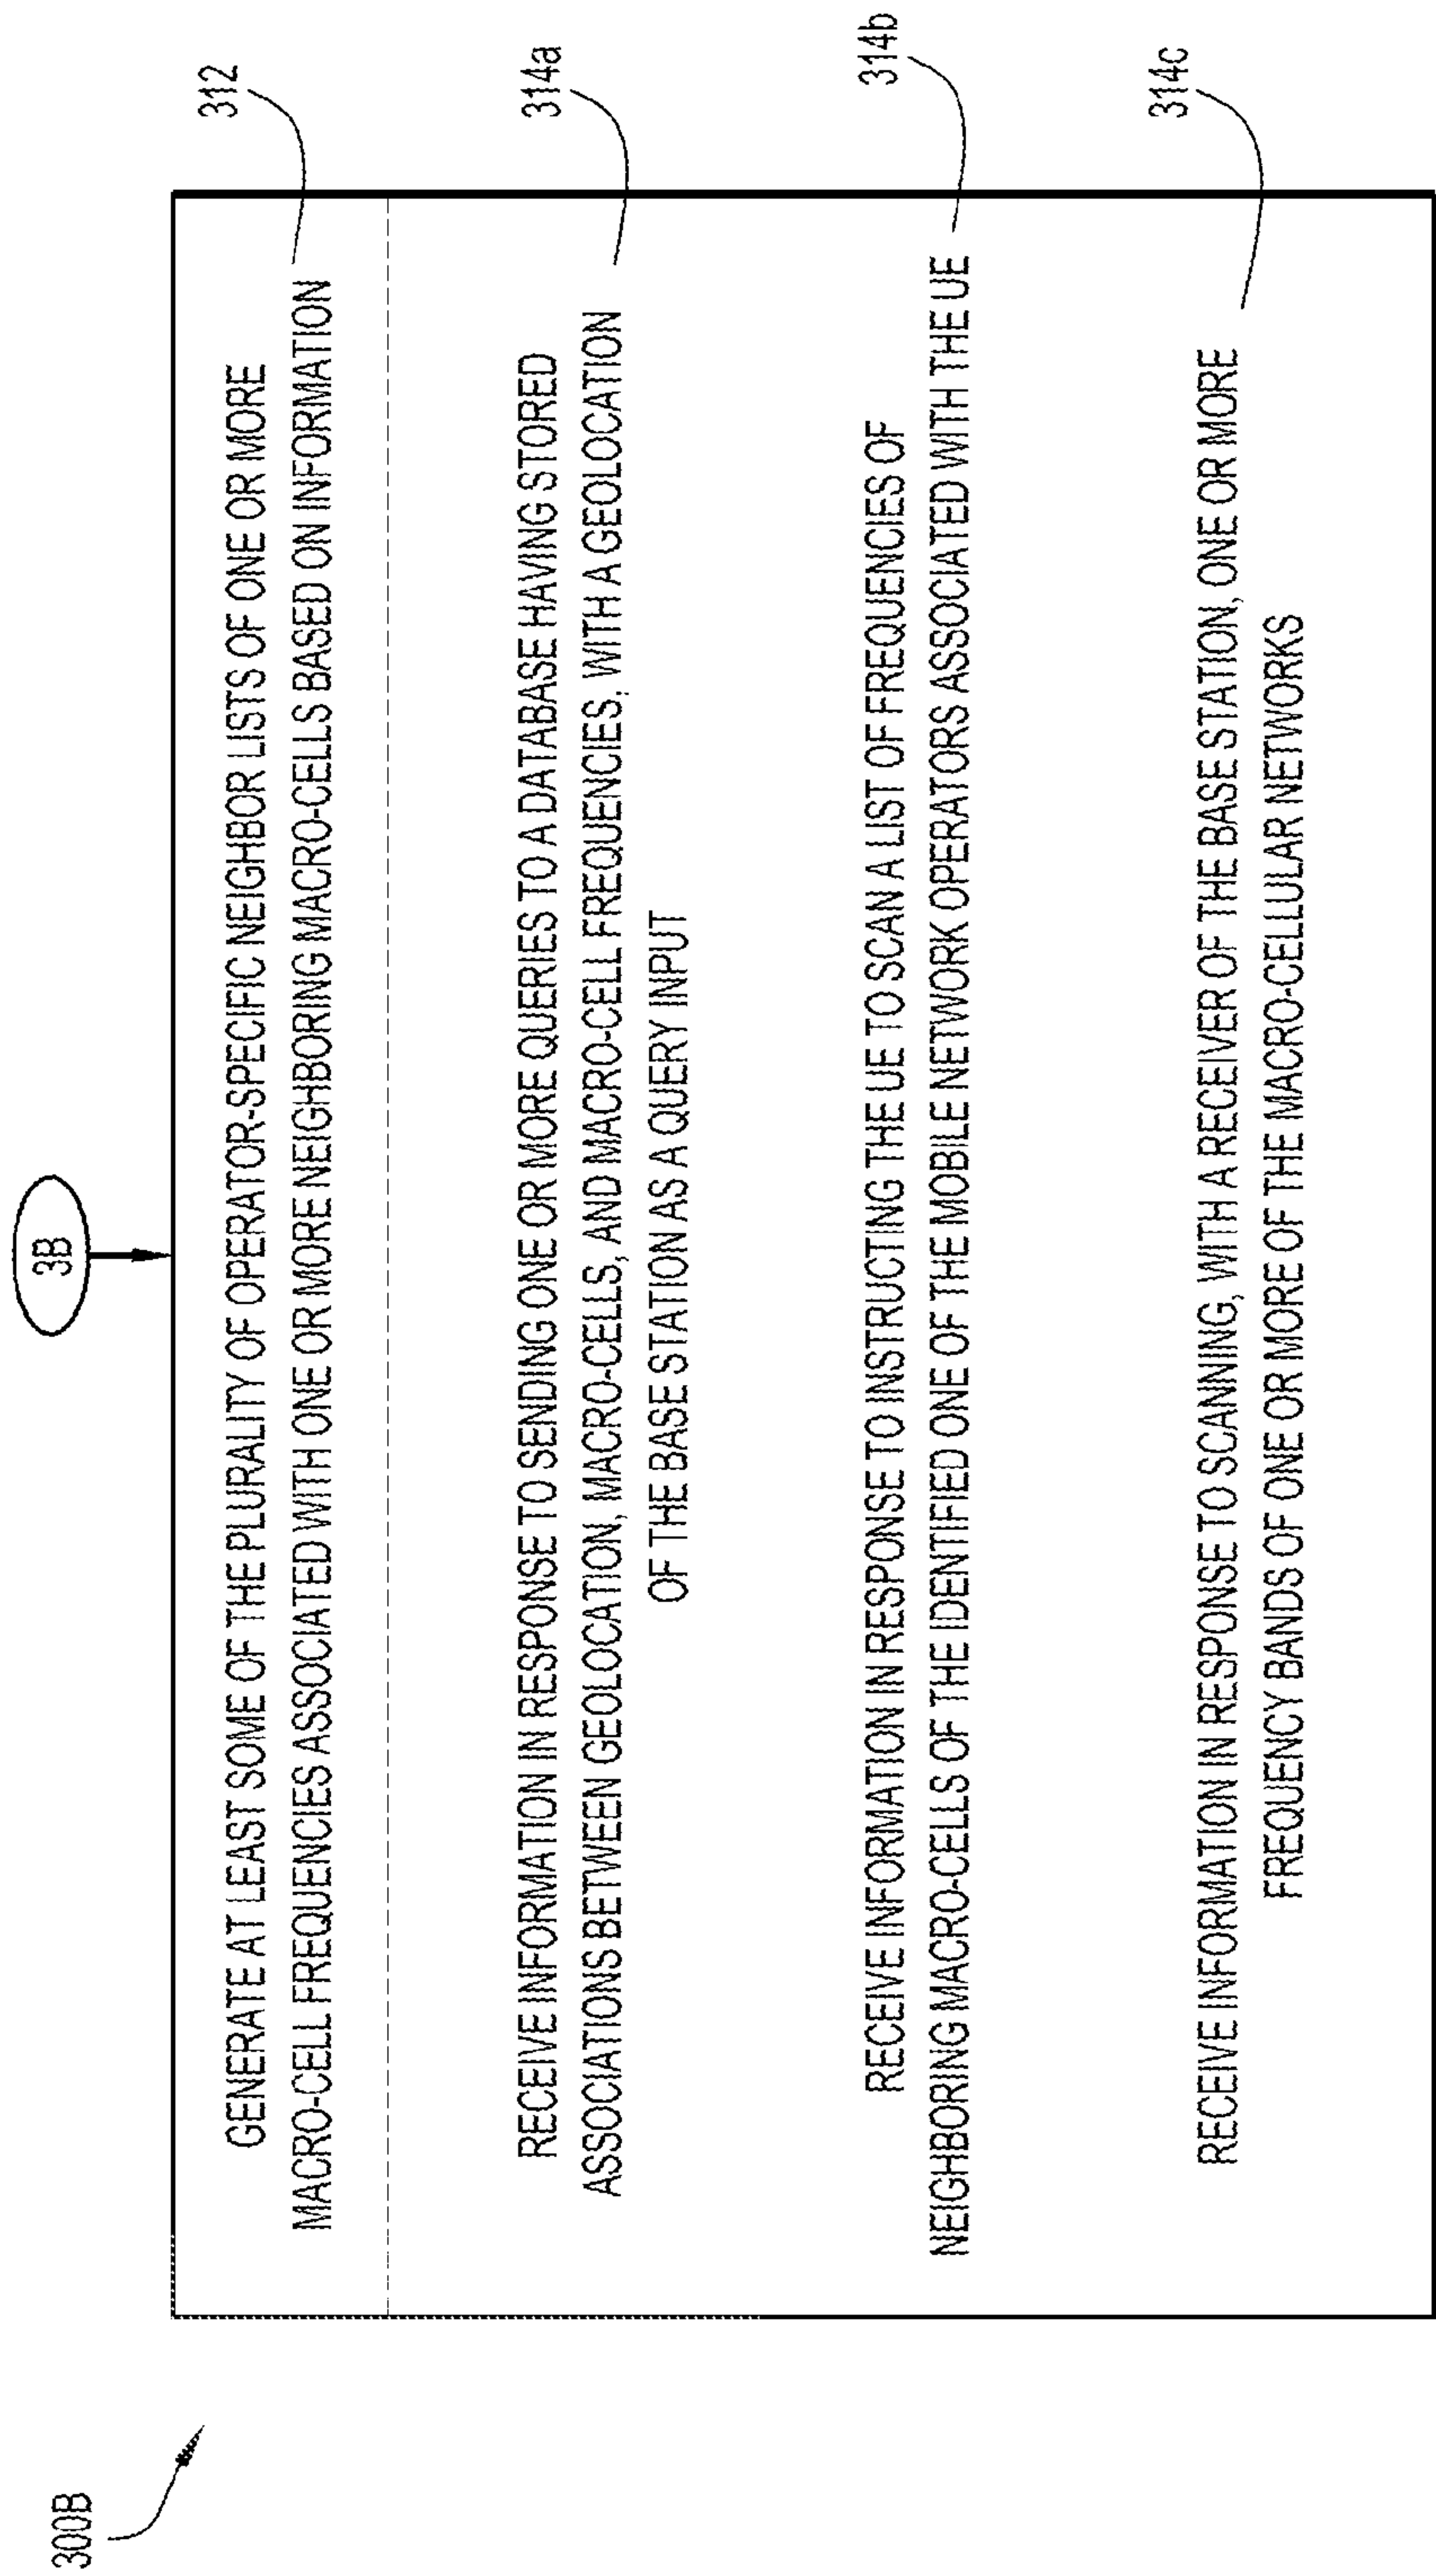 300B
3B
GENERATE AT LEAST SOME OF THE PLURALITY OF OPERATOR-SPECIFIC NEIGHBOR LISTS OF ONE OR MORE
MACRO-CELL FREQUENCIES ASSOCIATED WITH ONE OR MORE NEIGHBORING MACRO-CELLS BASED ON INFORMATION
312
RECEIVE INFORMATION IN RESPONSE TO SENDING ONE OR MORE QUERIES TO A DATABASE HAVING STORED
ASSOCIATIONS BETWEEN GEOLOCATION, MACRO-CELLS, AND MACRO-CELL FREQUENCIES, WITH A GEOLOCATION
OF THE BASE STATION AS A QUERY INPUT
314a
RECEIVE INFORMATION IN RESPONSE TO INSTRUCTING THE UE TO SCAN A LIST OF FREQUENCIES OF
NEIGHBORING MACRO-CELLS OF THE IDENTIFIED ONE OF THE MOBILE NETWORK OPERATORS ASSOCIATED WITH THE UE
314b
RECEIVE INFORMATION IN RESPONSE TO SCANNING, WITH A RECEIVER OF THE BASE STATION, ONE OR MORE
FREQUENCY BANDS OF ONE OR MORE OF THE MACRO-CELLULAR NETWORKS
314c